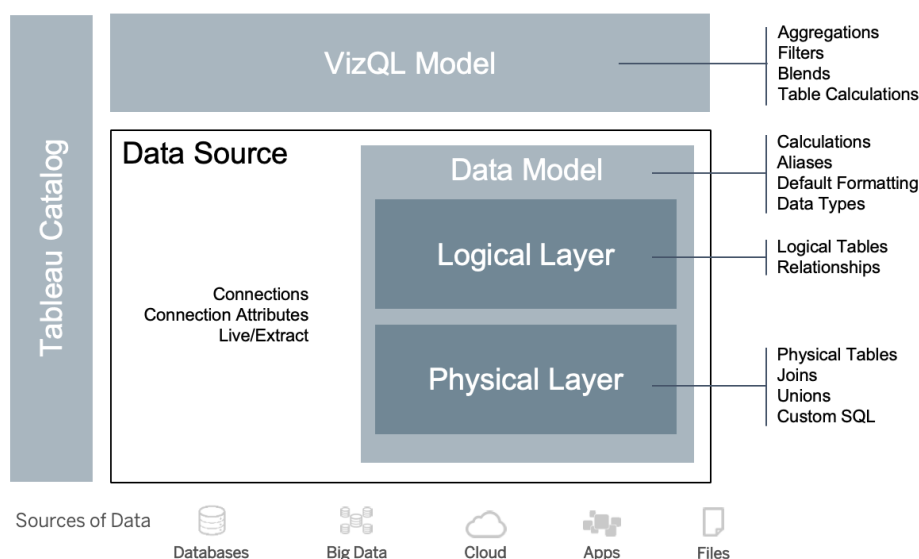 Tableau Catalog
VizQL Model
Aggregations
Filters
Blends
Table Calculations
Data Source
Data Model
Calculations
Aliases
Default Formatting
Data Types
Logical Layer
Logical Tables
Relationships
Connections
Connection Attributes
Live/Extract
Physical Layer
Physical Tables
Joins
Unions
Custom SQL
Sources of Data
Databases
Big Data
Cloud
Apps
Files